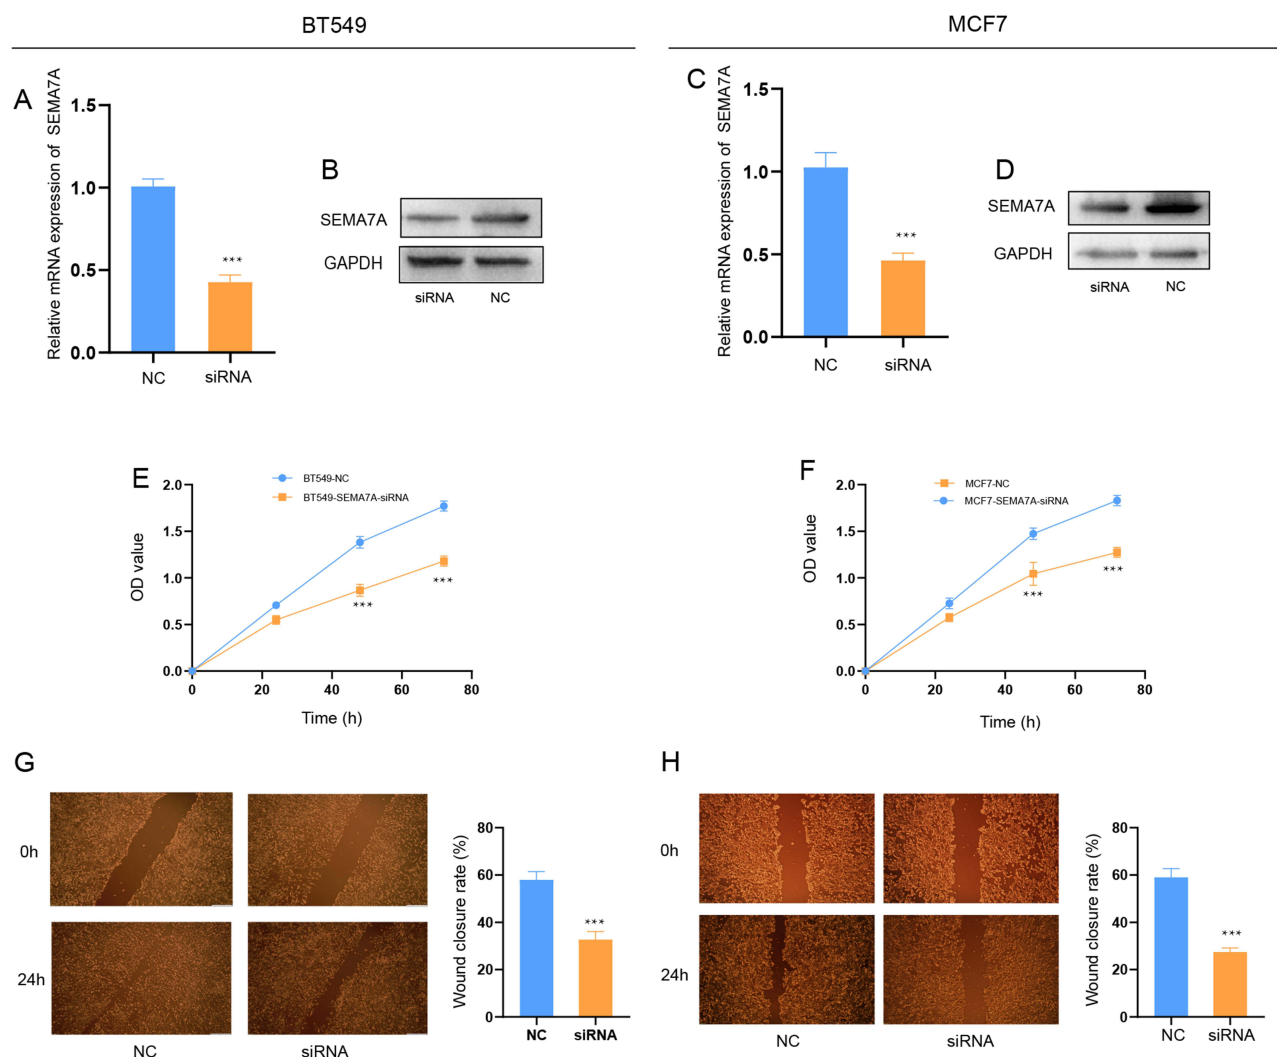 BT549
MCF7
A
Relative mRNA expression of SEMA7A
1.5
1.0
0.5
0.0
***
NC
siRNA
B
SEMA7A
GAPDH
siRNA
NC
C
Relative mRNA expression of SEMA7A
1.5
1.0
0.5
0.0
***
NC
siRNA
D
SEMA7A
GAPDH
siRNA
NC
E
BT549-NC
BT549-SEMA7A-siRNA
OD value
2.0
1.5
1.0
0.5
0.0
***
***
0
20
40
60
80
Time (h)
F
MCF7-NC
MCF7-SEMA7A-siRNA
OD value
2.0
1.5
1.0
0.5
0.0
***
***
0
20
40
60
80
Time (h)
G
0h
24h
NC
siRNA
Wound closure rate (%)
80
60
40
20
0
***
NC
siRNA
H
0h
24h
NC
siRNA
Wound closure rate (%)
80
60
40
20
0
***
NC
siRNA